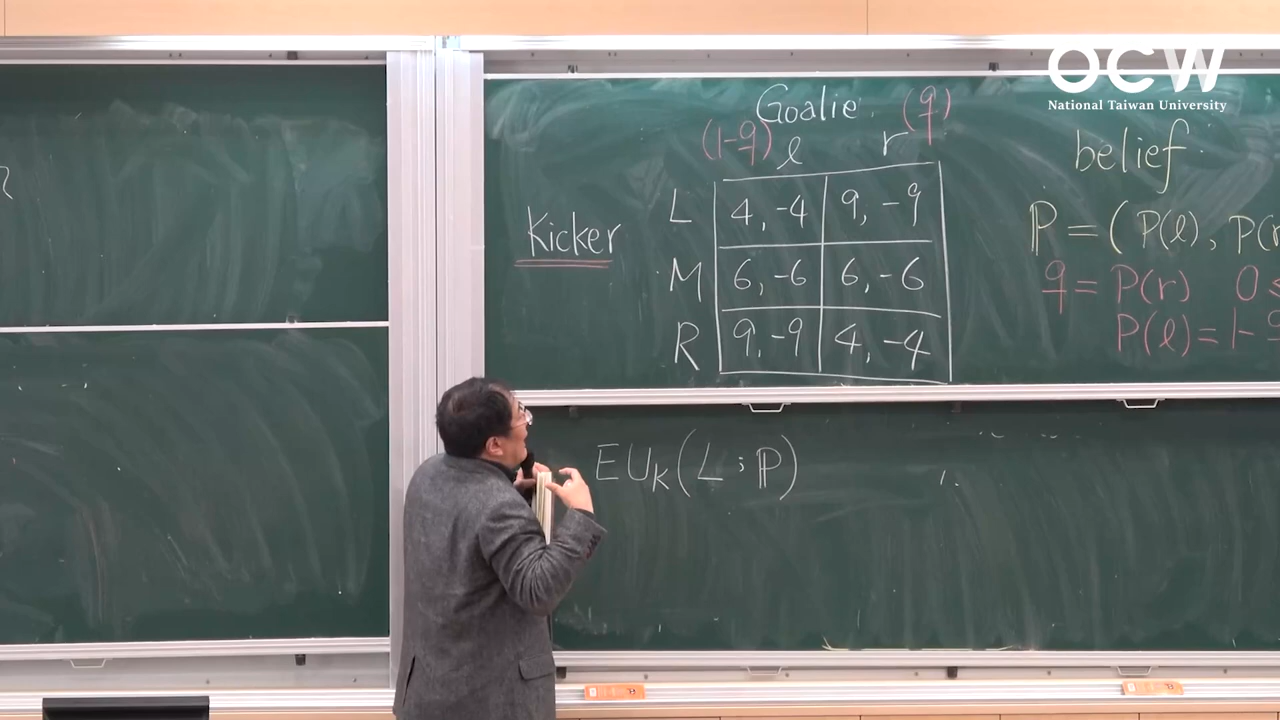 OCW
National Taiwan University
Goalie (q)
(1-q) l r
belief
Kicker
L 4, -4 9, -9
M 6, -6 6, -6
R 9, -9 4, -4
P = ( P(l), P(r
q = P(r) 0 ≤
P(l) = 1 - q
EU_K(L ; P)